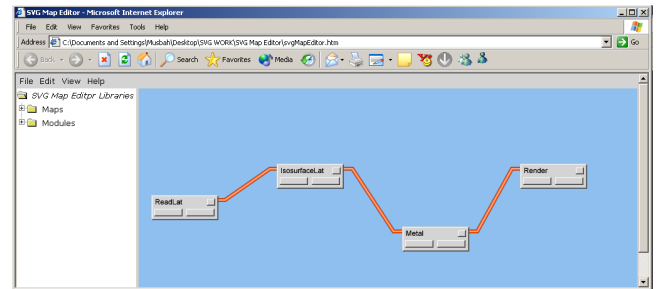 SVG Map Editor - Microsoft Internet Explorer
File Edit View Favorites Tools Help
Address C:\Documents and Settings\Musbah\Desktop\SVG WORK\SVG Map Editor\svgMapEditor.htm Go
Back Search Favorites Media
File Edit View Help
SVG Map Editpr Libraries
Maps
Modules
IsosurfaceLat
Render
ReadLat
Metal